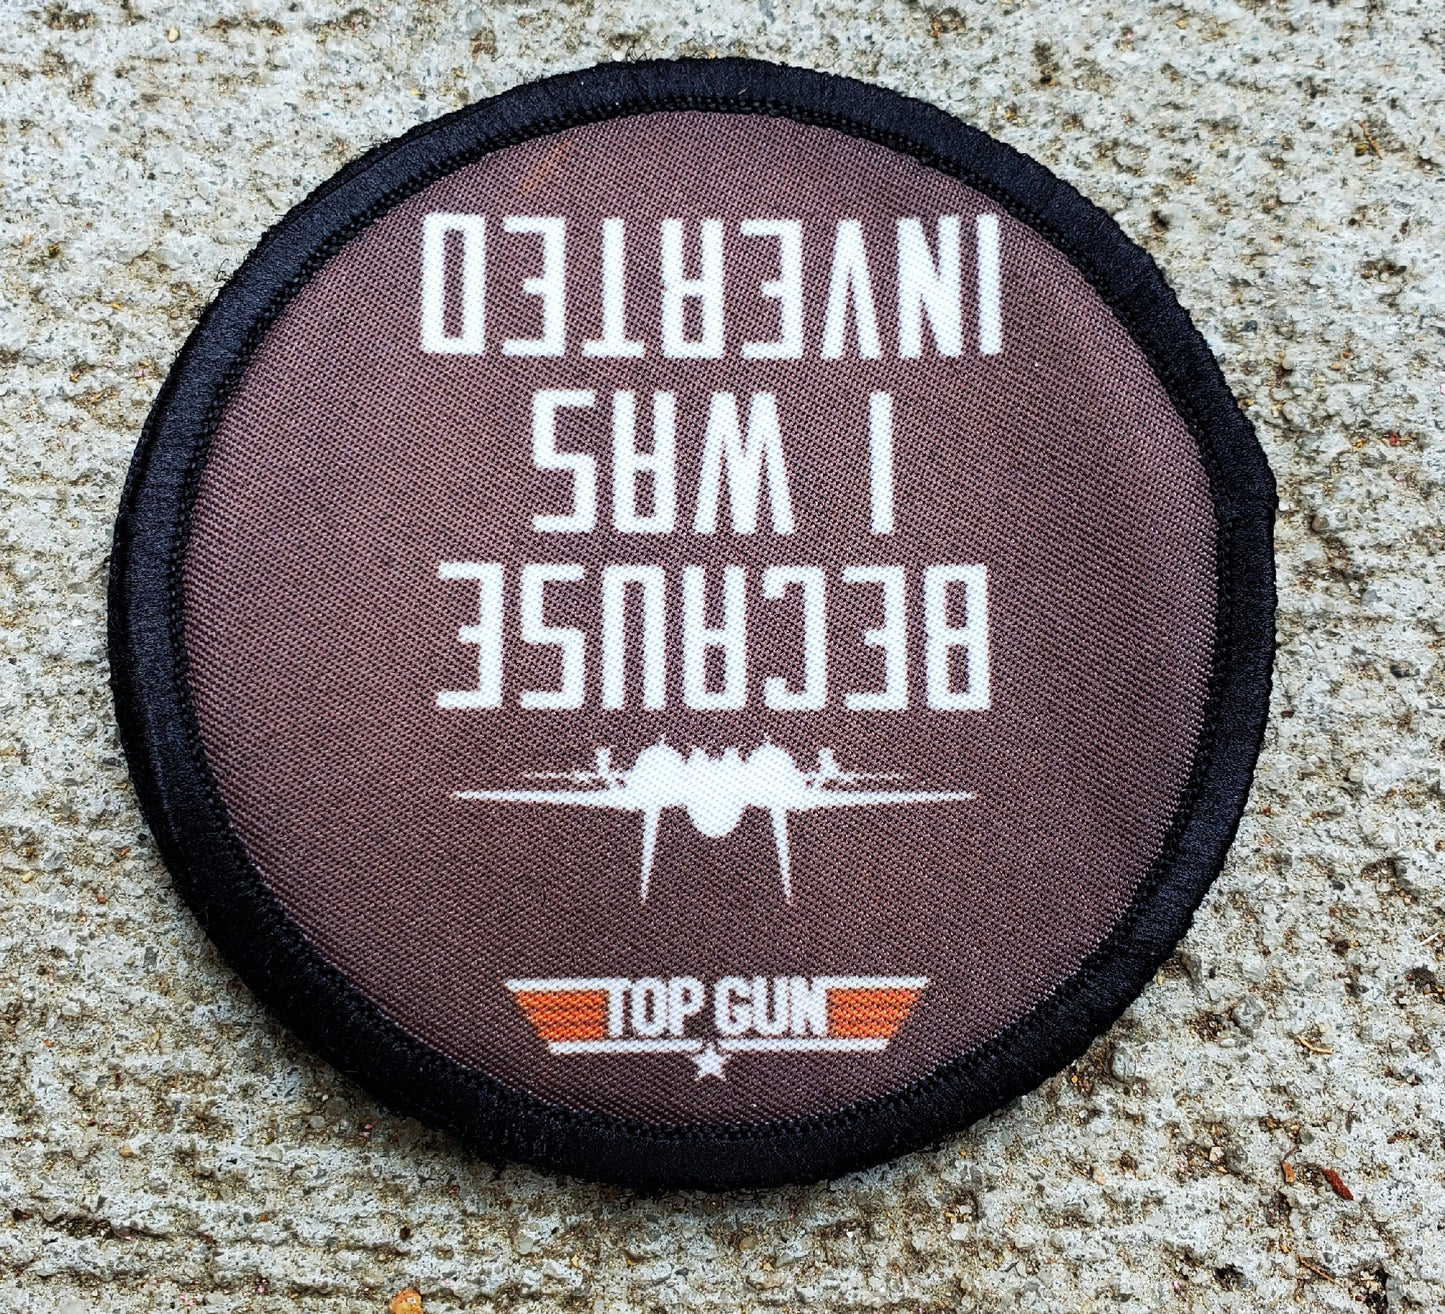 BECAUSE
I WAS
INVERTED
TOP GUN